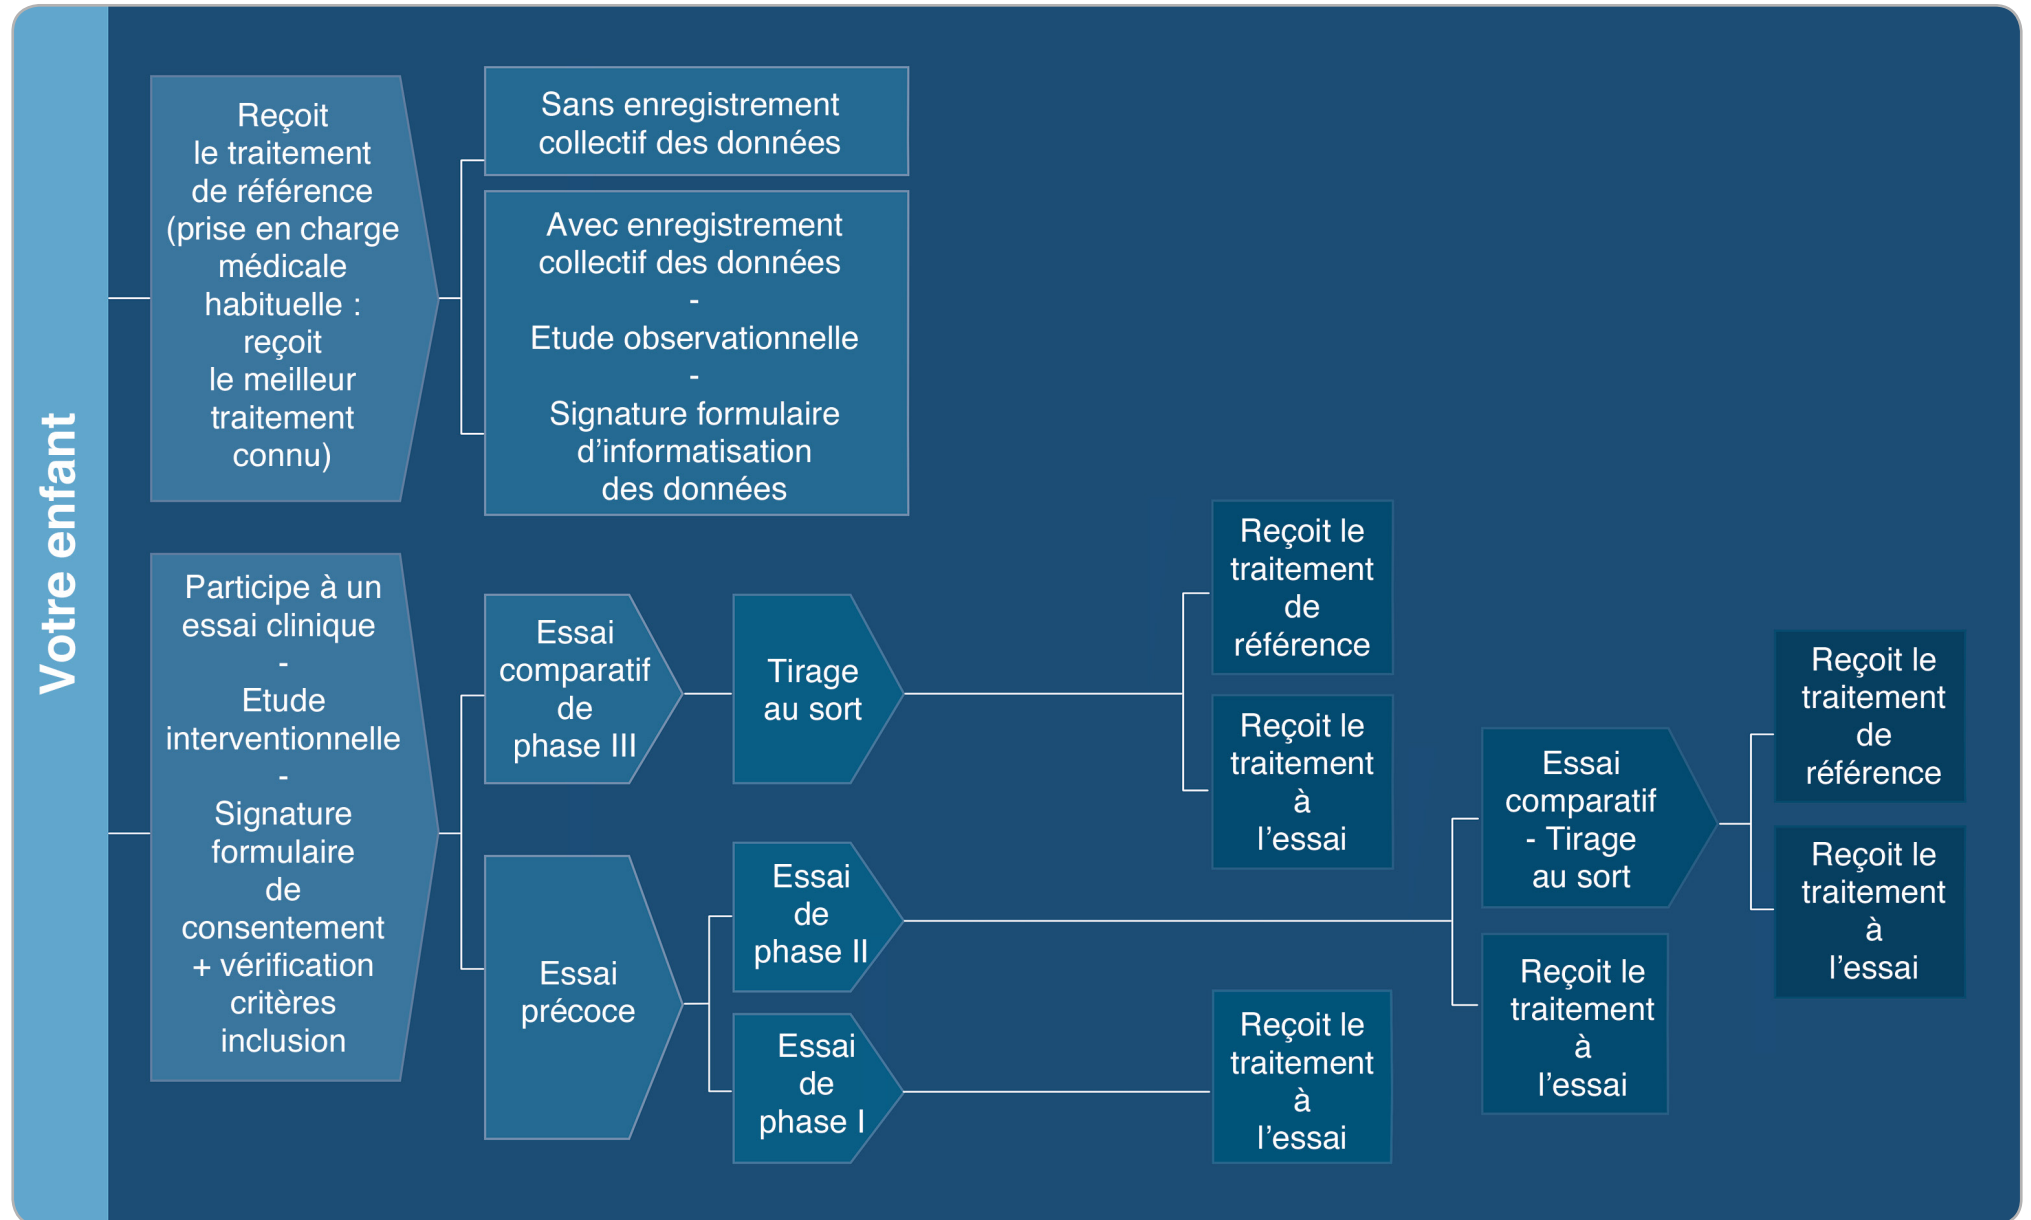 Votre enfant
Reçoit
le traitement
de référence
(prise en charge
médicale
habituelle :
reçoit
le meilleur
traitement
connu)
Sans enregistrement
collectif des données
Avec enregistrement
collectif des données
-
Etude observationnelle
-
Signature formulaire
d’informatisation
des données
Participe à un
essai clinique
-
Etude
interventionnelle
-
Signature
formulaire
de
consentement
+ vérification
critères
inclusion
Essai
comparatif
de
phase III
Tirage
au sort
Reçoit le
traitement
de
référence
Reçoit le
traitement
à
l’essai
Essai
précoce
Essai
de
phase II
Essai
comparatif
- Tirage
au sort
Reçoit le
traitement
de
référence
Reçoit le
traitement
à
l’essai
Reçoit le
traitement
à
l’essai
Essai
de
phase I
Reçoit le
traitement
à
l’essai